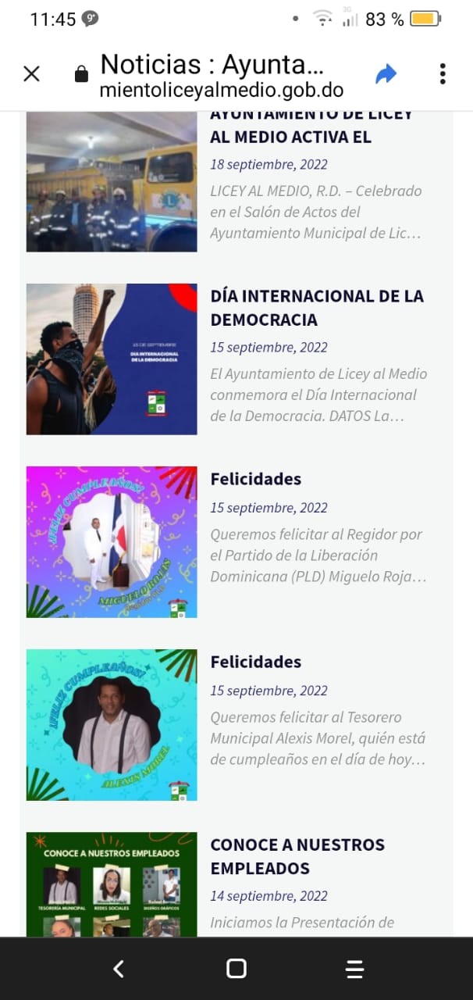 11:45
3G
83 %
Noticias : Ayunta...
mientoliceyalmedio.gob.do
AYUNTAMIENTO DE LICEY
AL MEDIO ACTIVA EL
18 septiembre, 2022
LICEY AL MEDIO, R.D. – Celebrado
en el Salón de Actos del
Ayuntamiento Municipal de Lic...
L
DÍA INTERNACIONAL DE LA
DEMOCRACIA
15 septiembre, 2022
El Ayuntamiento de Licey al Medio
conmemora el Día Internacional
de la Democracia. DATOS La...
15 DE SEPTIEMBRE
DIA INTERNACIONAL
DE LA DEMOCRACIA
Felicidades
15 septiembre, 2022
Queremos felicitar al Regidor por
el Partido de la Liberación
Dominicana (PLD) Miguelo Roja...
¡FELIZ CUMPLEAÑOS!
MIGUELO ROJAS
Regidor PLD
Felicidades
15 septiembre, 2022
Queremos felicitar al Tesorero
Municipal Alexis Morel, quién está
de cumpleaños en el día de hoy...
¡FELIZ CUMPLEAÑOS!
ALEXIS MOREL
CONOCE A NUESTROS
EMPLEADOS
14 septiembre, 2022
Iniciamos la Presentación de
CONOCE A NUESTROS EMPLEADOS
TESORERÍA MUNICIPAL
REDES SOCIALES
DISEÑOS GRÁFICOS